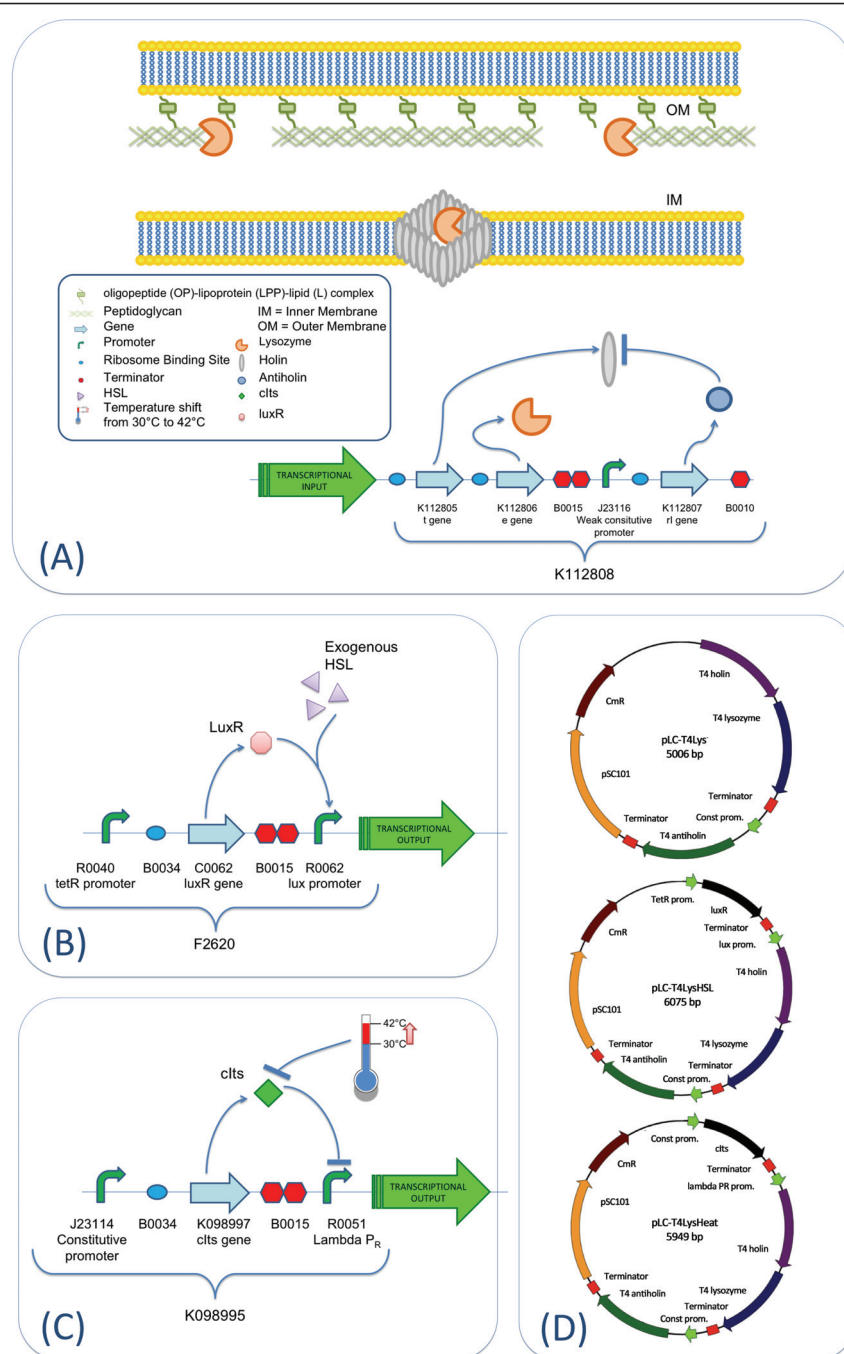 OM
IM
oligopeptide (OP)-lipoprotein (LPP)-lipid (L) complex
Peptidoglycan
IM = Inner Membrane
Gene
OM = Outer Membrane
Promoter
Lysozyme
Ribosome Binding Site
Holin
Terminator
Antiholin
HSL
cIts
Temperature shift
from 30°C to 42°C
luxR
TRANSCRIPTIONAL
INPUT
K112805
t gene
K112806
e gene
B0015
J23116
Weak consitutive
promoter
K112807
rI gene
B0010
K112808
(A)
Exogenous
HSL
LuxR
TRANSCRIPTIONAL
OUTPUT
R0040
tetR promoter
B0034
C0062
luxR gene
B0015
R0062
lux promoter
F2620
(B)
42°C
30°C
cIts
TRANSCRIPTIONAL
OUTPUT
J23114
Constitutive
promoter
B0034
K098997
cIts gene
B0015
R0051
Lambda PR
K098995
(C)
T4 holin
CmR
T4 lysozyme
pLC-T4Lys
5006 bp
pSC101
Terminator
Const prom.
Terminator
T4 antiholin
TetR prom.
luxR
CmR
Terminator
lux prom.
T4 holin
pLC-T4LysHSL
6075 bp
pSC101
Terminator
T4 lysozyme
T4 antiholin
Terminator
Const prom.
Const prom.
cIts
CmR
Terminator
lambda PR prom.
pSC101
pLC-T4LysHeat
5949 bp
T4 holin
Terminator
T4 lysozyme
T4 antiholin
Terminator
Const prom.
(D)